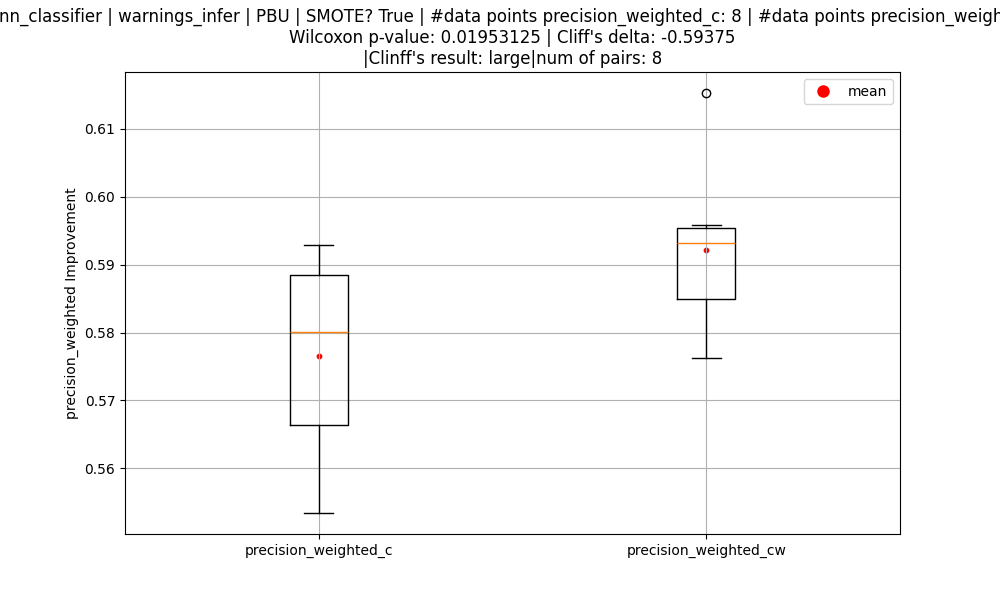 nn_classifier | warnings_infer | PBU | SMOTE? True | #data points precision_weighted_c: 8 | #data points precision_weigh
Wilcoxon p-value: 0.01953125 | Cliff's delta: -0.59375
|Clinff's result: large|num of pairs: 8
mean
0.61
0.60
0.59
0.58
0.57
0.56
precision_weighted Improvement
precision_weighted_c
precision_weighted_cw